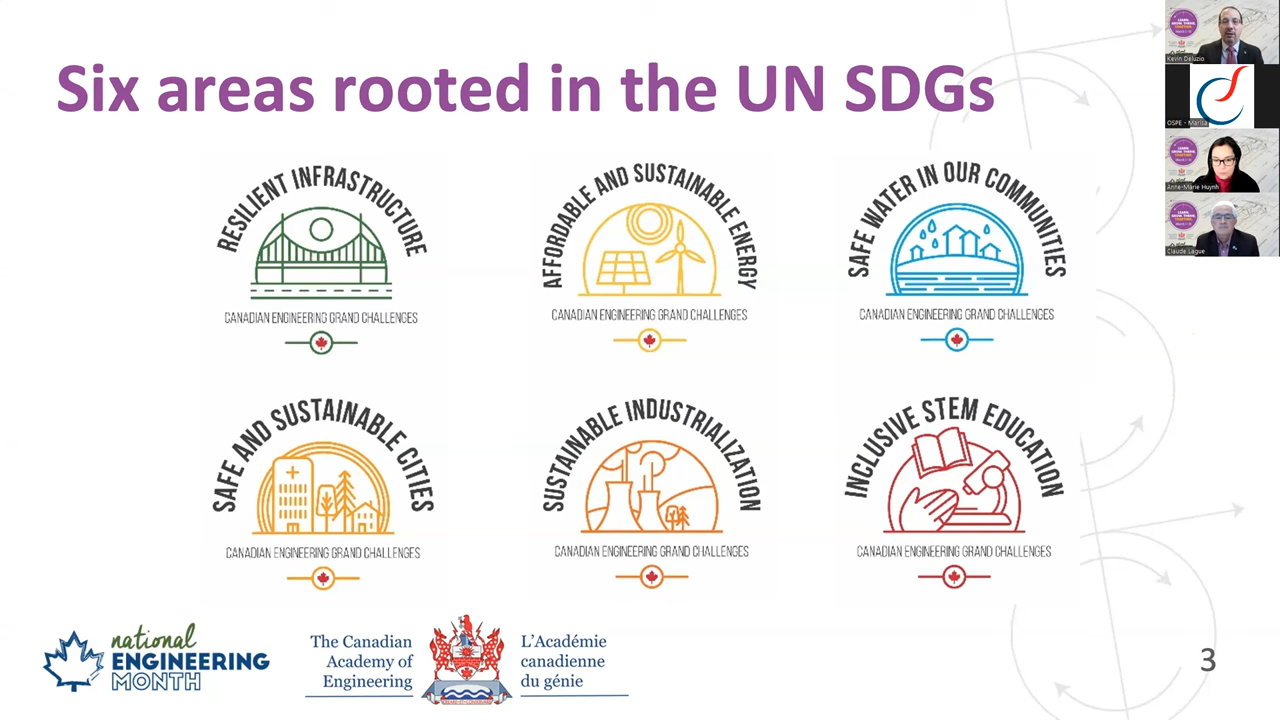 Six areas rooted in the UN SDGs
RESILIENT INFRASTRUCTURE
CANADIAN ENGINEERING GRAND CHALLENGES
AFFORDABLE AND SUSTAINABLE ENERGY
CANADIAN ENGINEERING GRAND CHALLENGES
SAFE WATER IN OUR COMMUNITIES
CANADIAN ENGINEERING GRAND CHALLENGES
SAFE AND SUSTAINABLE CITIES
CANADIAN ENGINEERING GRAND CHALLENGES
SUSTAINABLE INDUSTRIALIZATION
CANADIAN ENGINEERING GRAND CHALLENGES
INCLUSIVE STEM EDUCATION
CANADIAN ENGINEERING GRAND CHALLENGES
national
ENGINEERING
MONTH
The Canadian
Academy of
Engineering
L'Académie
canadienne
du génie
3
Kevin Deluzio
OSPE - Marisa
Anne-Marie Huynh
Claude Lague